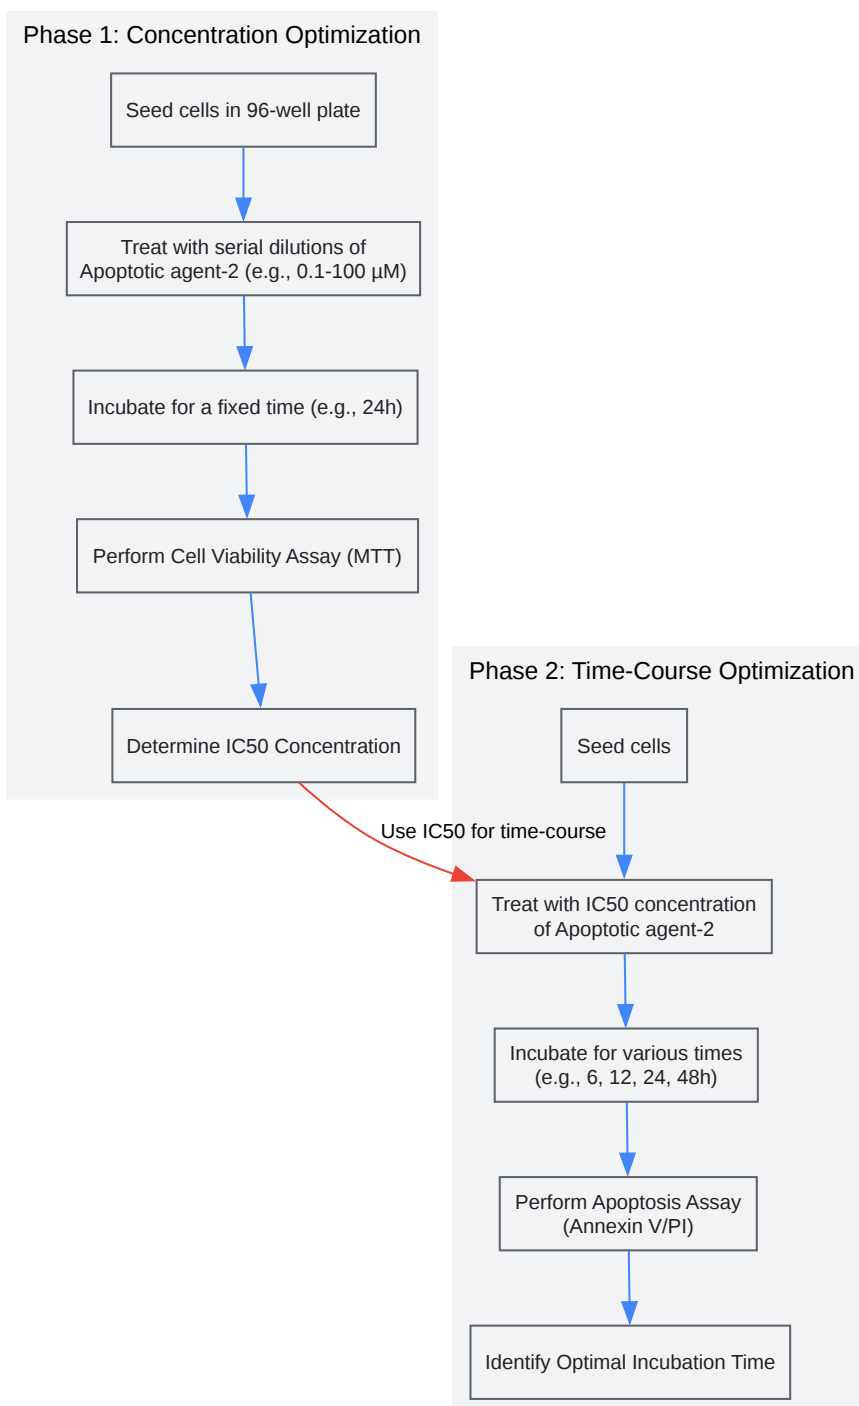 Phase 1: Concentration Optimization
Seed cells in 96-well plate
Treat with serial dilutions of
Apoptotic agent-2 (e.g., 0.1-100 µM)
Incubate for a fixed time (e.g., 24h)
Perform Cell Viability Assay (MTT)
Determine IC50 Concentration
Use IC50 for time-course
Phase 2: Time-Course Optimization
Seed cells
Treat with IC50 concentration
of Apoptotic agent-2
Incubate for various times
(e.g., 6, 12, 24, 48h)
Perform Apoptosis Assay
(Annexin V/PI)
Identify Optimal Incubation Time